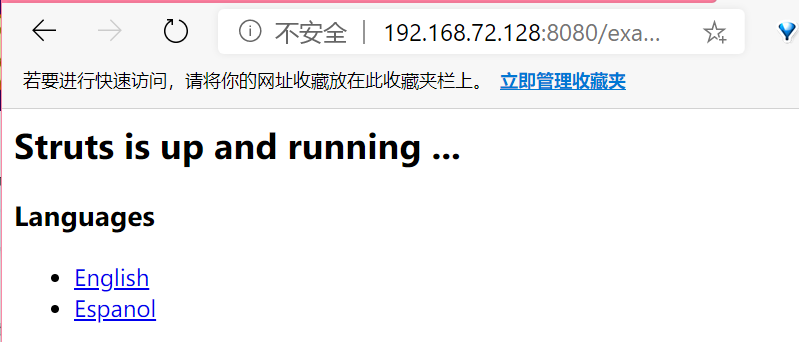 不安全 192.168.72.128:8080/exa...
若要进行快速访问，请将你的网址收藏放在此收藏夹栏上。 立即管理收藏夹
Struts is up and running ...
Languages
English
Espanol